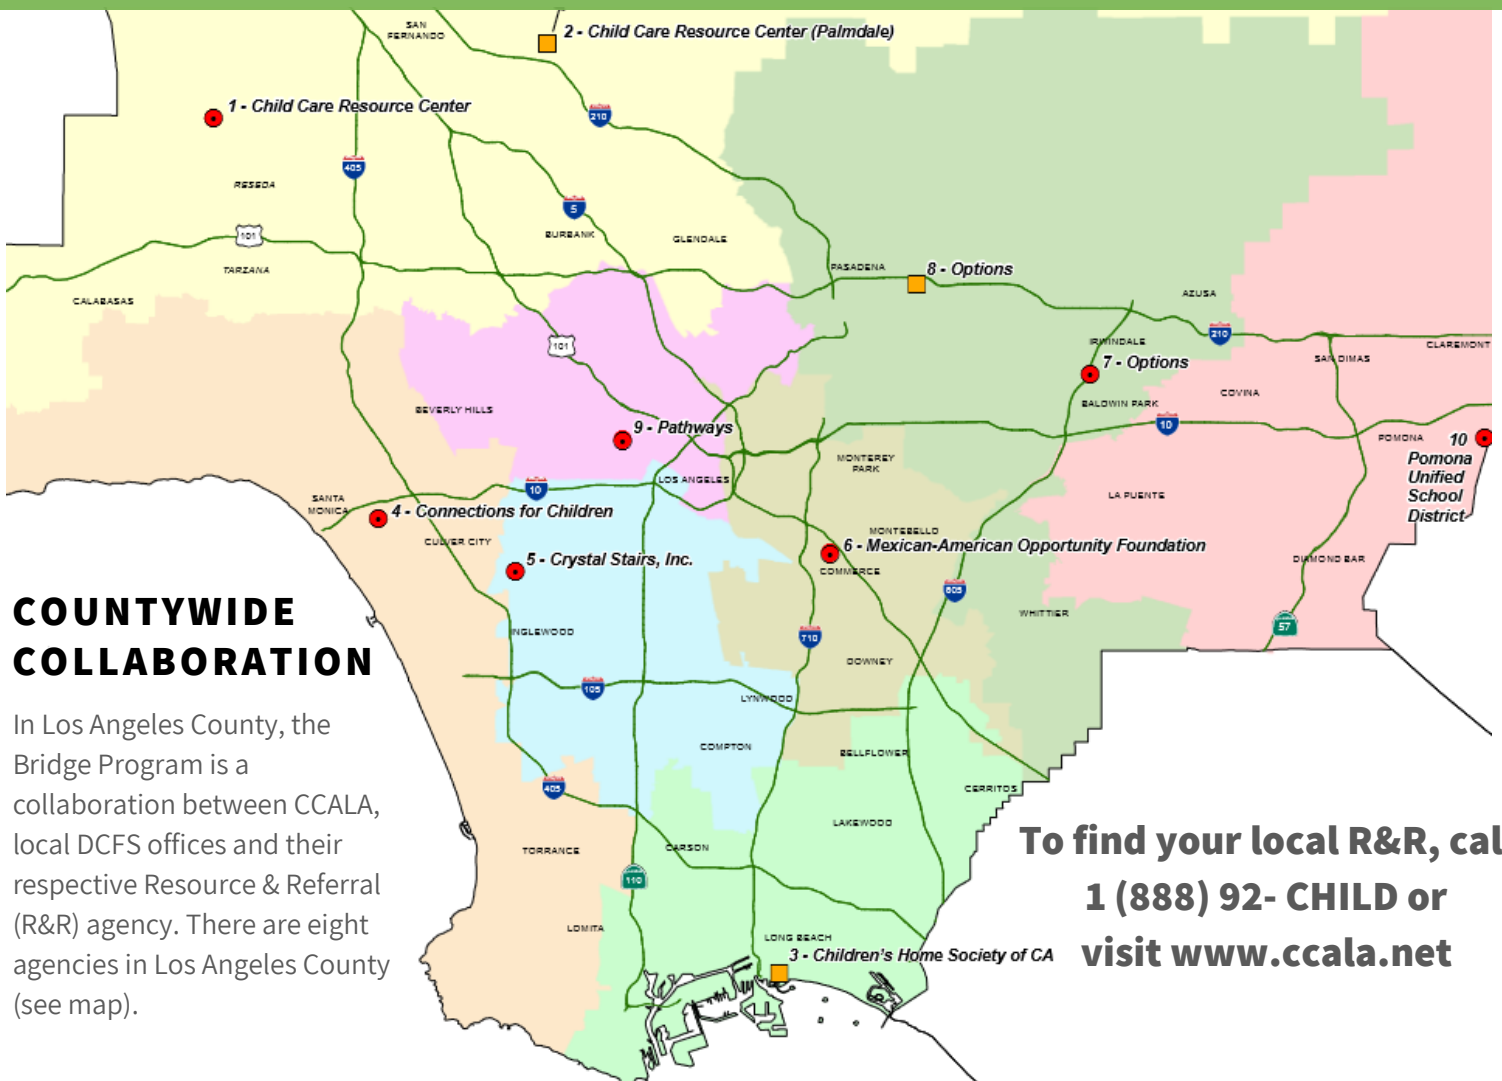 SAN
FERNANDO
2 - Child Care Resource Center (Palmdale)
1 - Child Care Resource Center
210
405
RESEDA
5
101
BURBANK
GLENDALE
TARZANA
PASADENA
8 - Options
CALABASAS
AZUSA
210
101
IRWINDALE
SAN DIMAS
CLAREMONT
7 - Options
COVINA
BEVERLY HILLS
BALDWIN PARK
9 - Pathways
10
POMONA
10
Pomona
Unified
School
District
MONTEREY
PARK
LOS ANGELES
10
LA PUENTE
SANTA
MONICA
4 - Connections for Children
MONTEBELLO
CULVER CITY
6 - Mexican-American Opportunity Foundation
5 - Crystal Stairs, Inc.
COMMERCE
DIAMOND BAR
605
WHITTIER
57
INGLEWOOD
710
DOWNEY
105
LYNWOOD
COMPTON
BELLFLOWER
405
CERRITOS
LAKEWOOD
TORRANCE
CARSON
110
LOMITA
LONG BEACH
3 - Children's Home Society of CA
COUNTYWIDE
COLLABORATION
In Los Angeles County, the
Bridge Program is a
collaboration between CCALA,
local DCFS offices and their
respective Resource & Referral
(R&R) agency. There are eight
agencies in Los Angeles County
(see map).
To find your local R&R, cal
1 (888) 92- CHILD or
visit www.ccala.net